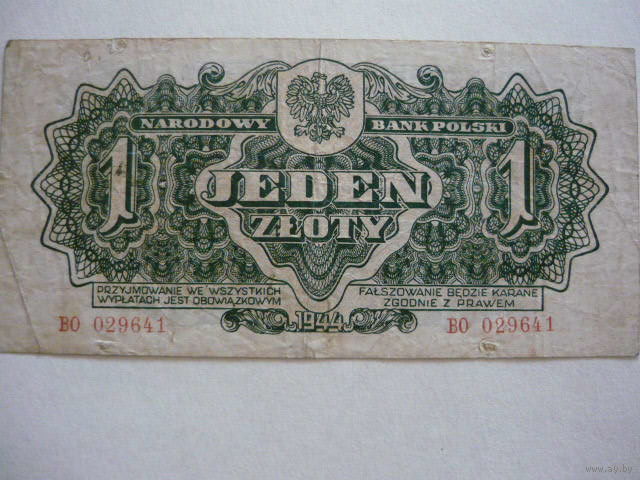 NARODOWY BANK POLSKI
1 JEDEN 1
ZŁOTY
PRZYJMOWANIE WE WSZYSTKICH
WYPŁATACH JEST OBOWIĄZKOWYM
FAŁSZOWANIE BĘDZIE KARANE
ZGODNIE Z PRAWEM
BO 029641
1944
BO 029641
www.ay.by